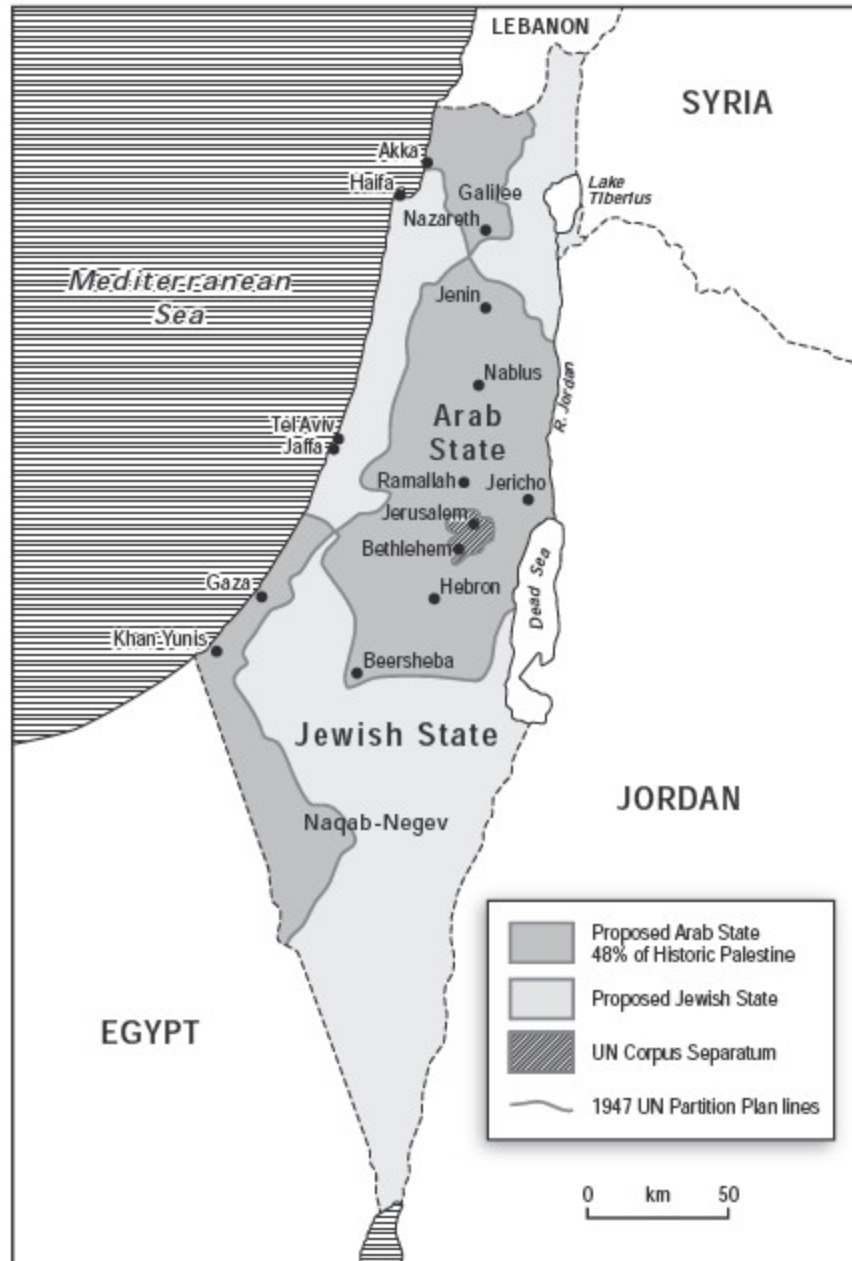 LEBANON
SYRIA
Akka
Haifa
Galilee
Lake
Tiberius
Nazareth
Mediterranean
Sea
Jenin
Nablus
R. Jordan
Arab
State
Tel Aviv
Jaffa
Ramallah
Jericho
Jerusalem
Bethlehem
Gaza
Hebron
Dead Sea
Khan-Yunis
Beersheba
Jewish State
JORDAN
Naqab-Negev
EGYPT
Proposed Arab State
48% of Historic Palestine
Proposed Jewish State
UN Corpus Separatum
1947 UN Partition Plan lines
0 km 50